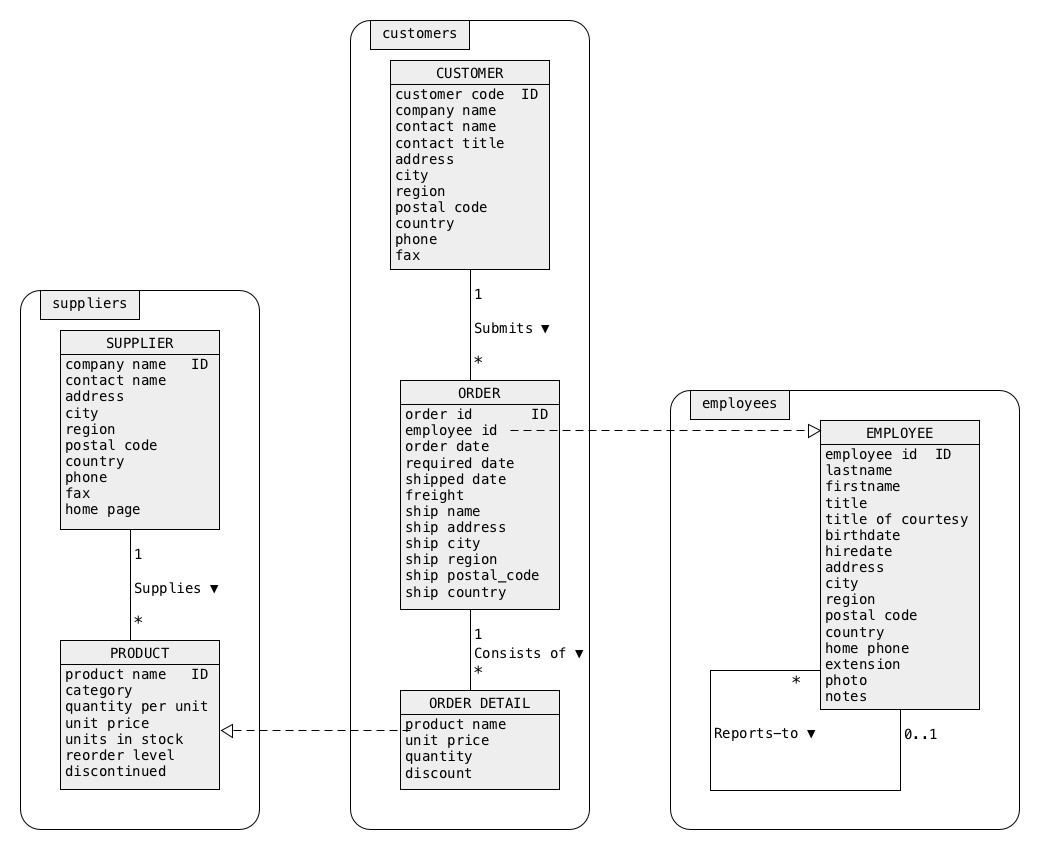 customers
CUSTOMER
customer code ID
company name
contact name
contact title
address
city
region
postal code
country
phone
fax
1
Submits ▼
*
ORDER
order id ID
employee id
order date
required date
shipped date
freight
ship name
ship address
ship city
ship region
ship postal_code
ship country
1
Consists of ▼
*
ORDER DETAIL
product name
unit price
quantity
discount
suppliers
SUPPLIER
company name ID
contact name
address
city
region
postal code
country
phone
fax
home page
1
Supplies ▼
*
PRODUCT
product name ID
category
quantity per unit
unit price
units in stock
reorder level
discontinued
employees
EMPLOYEE
employee id ID
lastname
firstname
title
title of courtesy
birthdate
hiredate
address
city
region
postal code
country
home phone
extension
photo
notes
*
Reports-to ▼
0..1